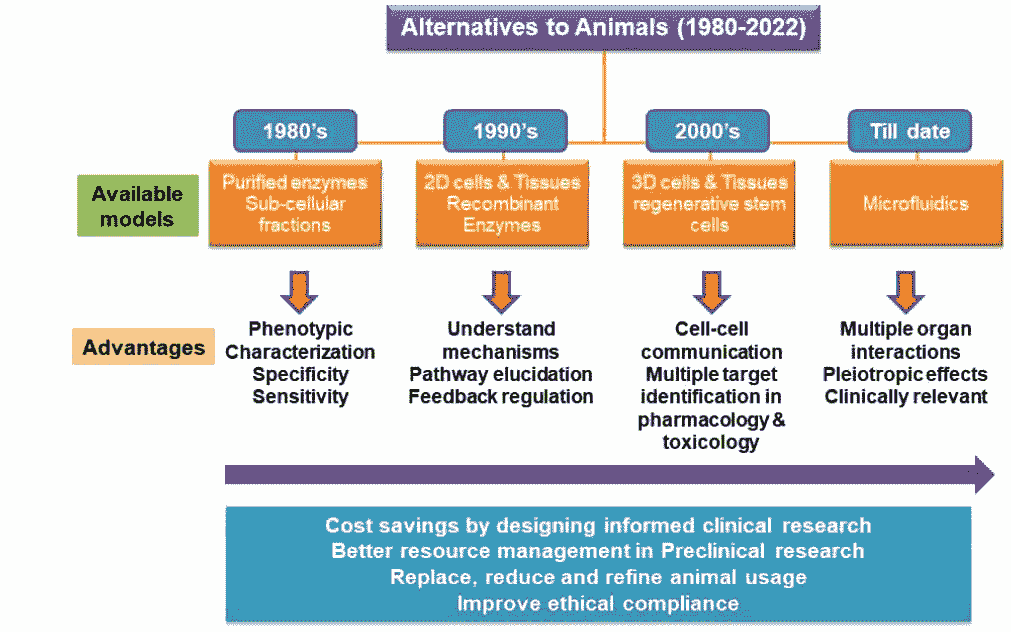 Alternatives to Animals (1980-2022)
1980's
1990's
2000's
Till date
Available
models
Purified enzymes
Sub-cellular
fractions
2D cells & Tissues
Recombinant
Enzymes
3D cells & Tissues
regenerative stem
cells
Microfluidics
Advantages
Phenotypic
Characterization
Specificity
Sensitivity
Understand
mechanisms
Pathway elucidation
Feedback regulation
Cell-cell
communication
Multiple target
identification in
pharmacology &
toxicology
Multiple organ
interactions
Pleiotropic effects
Clinically relevant
Cost savings by designing informed clinical research
Better resource management in Preclinical research
Replace, reduce and refine animal usage
Improve ethical compliance